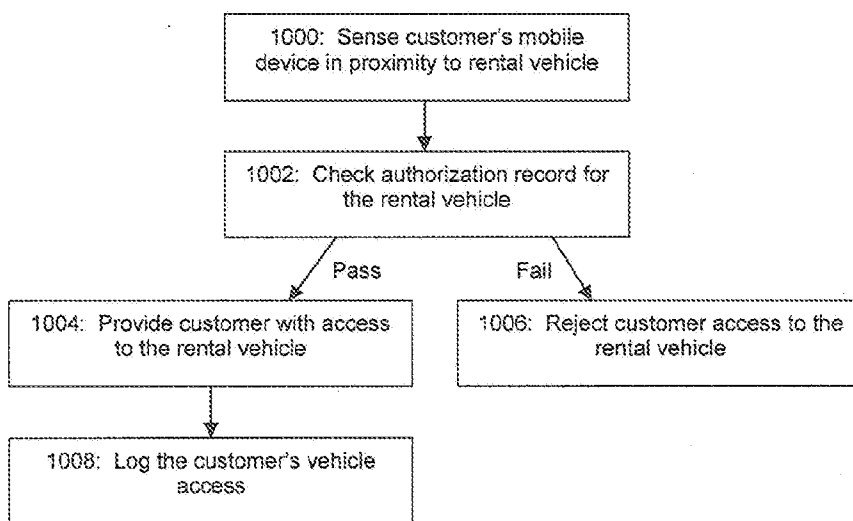 1000: Sense customer's mobile
device in proximity to rental vehicle
1002: Check authorization record for
the rental vehicle
Pass
Fail
1004: Provide customer with access
to the rental vehicle
1006: Reject customer access to the
rental vehicle
1008: Log the customer's vehicle
access